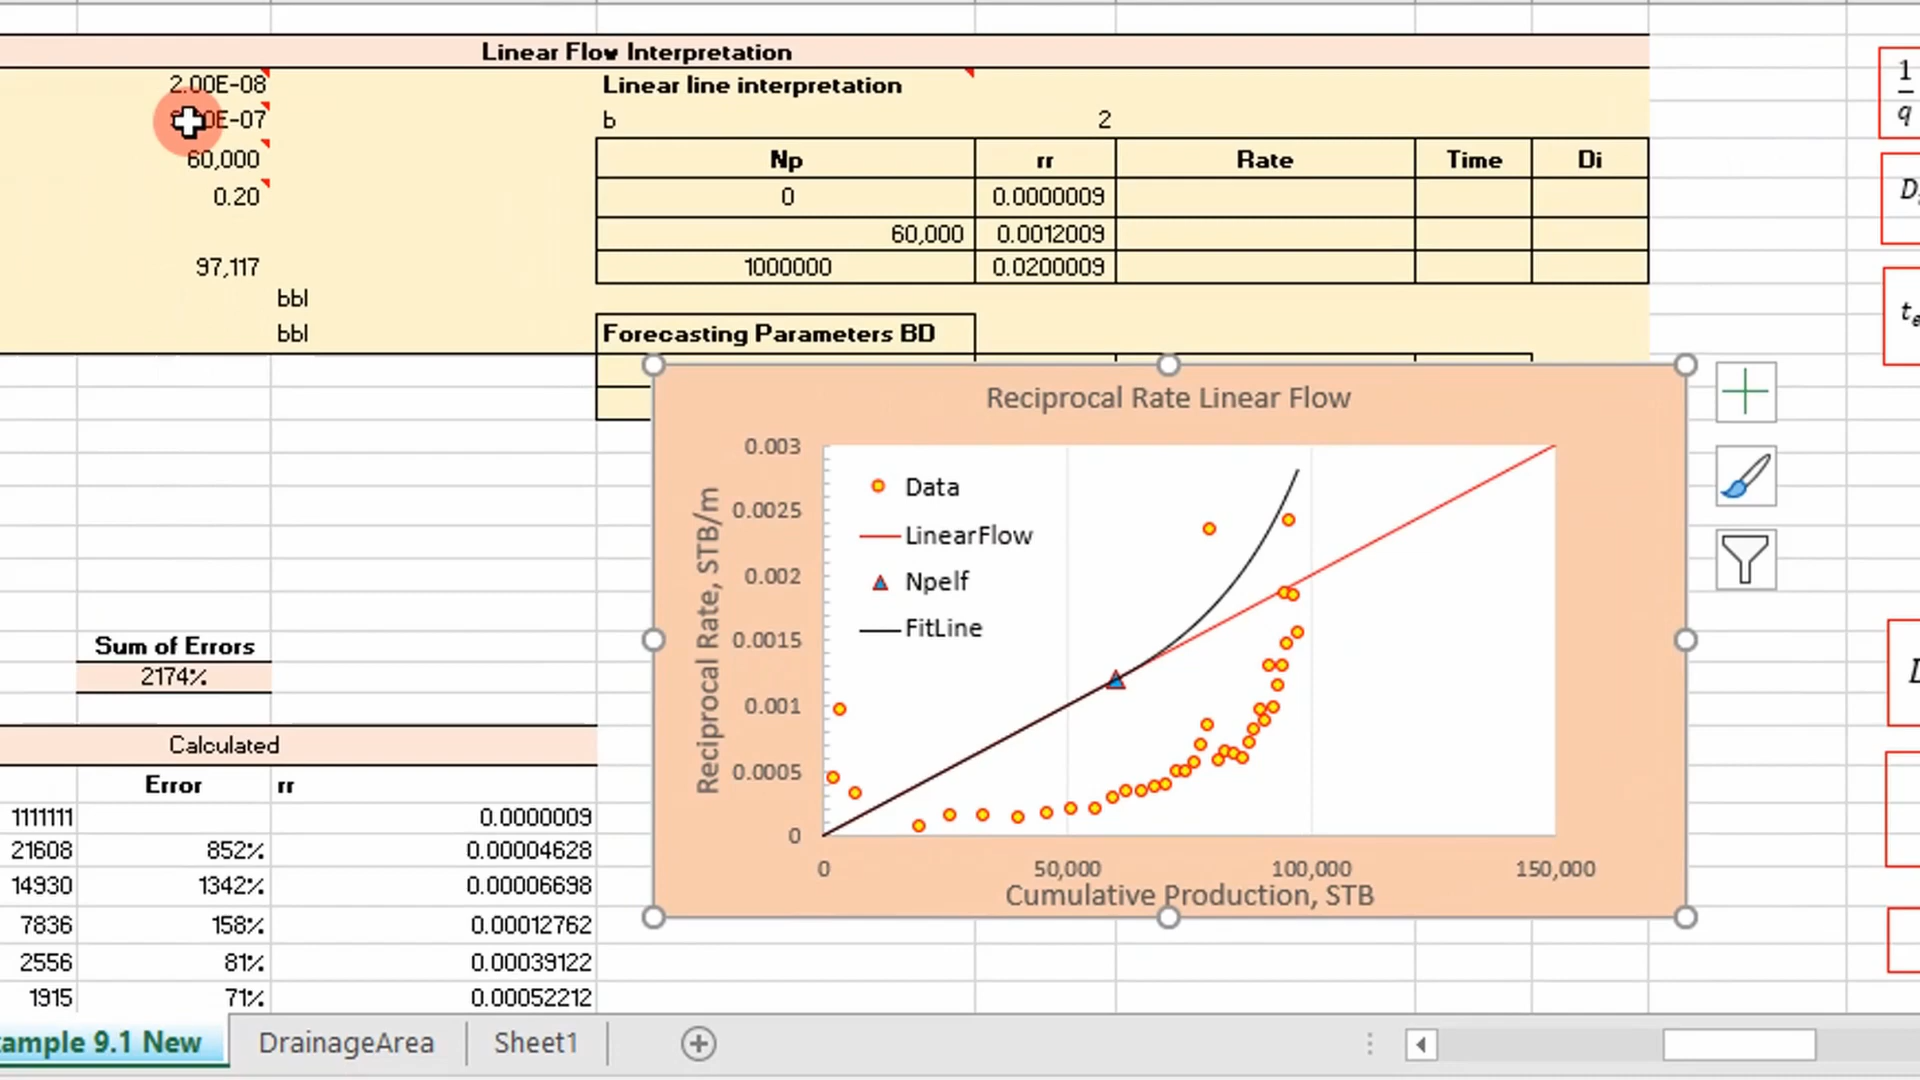 Linear Flow Interpretation
2.00E-08 Linear line interpretation
0E-07 b 2
60,000 Np rr Rate Time Di
0.20 0 0.0000009
60,000 0.0012009
97,117 1000000 0.0200009
bbl
bbl Forecasting Parameters BD
1
q
Reciprocal Rate Linear Flow
0.003
0.0025
0.002
0.0015
0.001
0.0005
0
Reciprocal Rate, STB/m
Data
LinearFlow
Npelf
FitLine
0 50,000 100,000 150,000
Cumulative Production, STB
Sum of Errors
2174%
Calculated
Error rr
1111111 0.0000009
21608 852% 0.00004628
14930 1342% 0.00006698
7836 158% 0.00012762
2556 81% 0.00039122
1915 71% 0.00052212
ample 9.1 New DrainageArea Sheet1